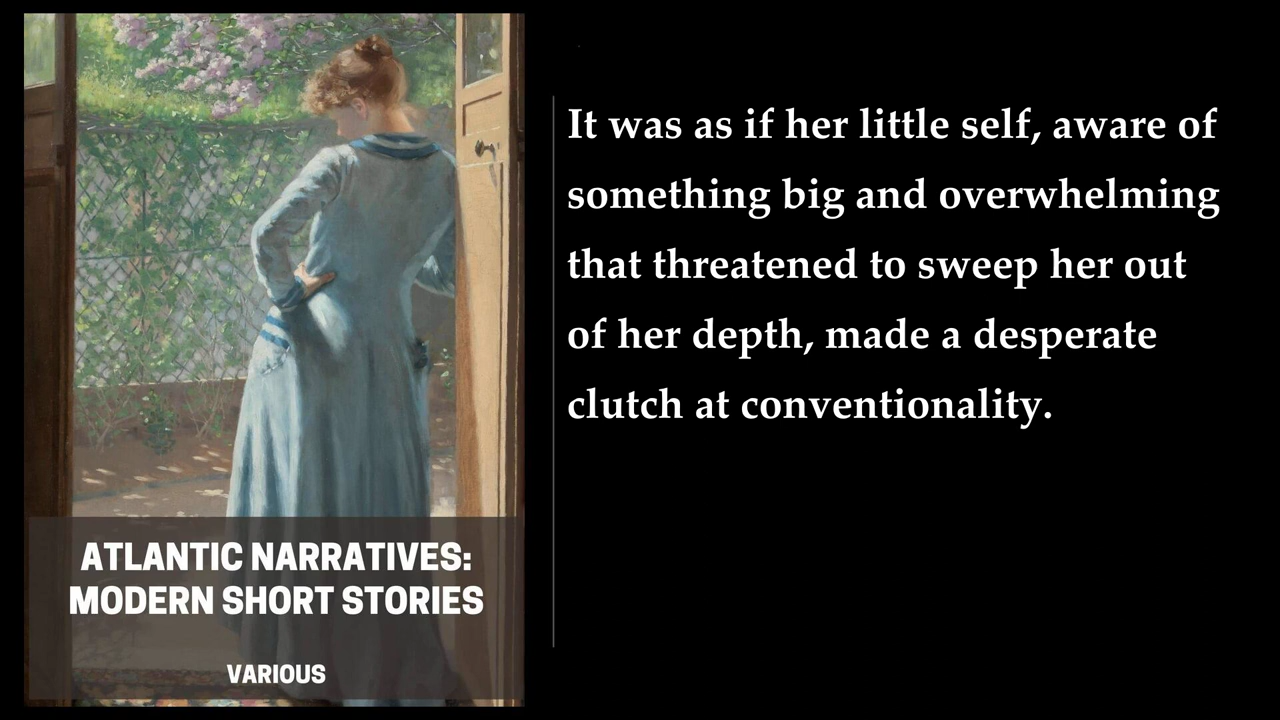 It was as if her little self, aware of
something big and overwhelming
that threatened to sweep her out
of her depth, made a desperate
clutch at conventionality.
ATLANTIC NARRATIVES:
MODERN SHORT STORIES
VARIOUS